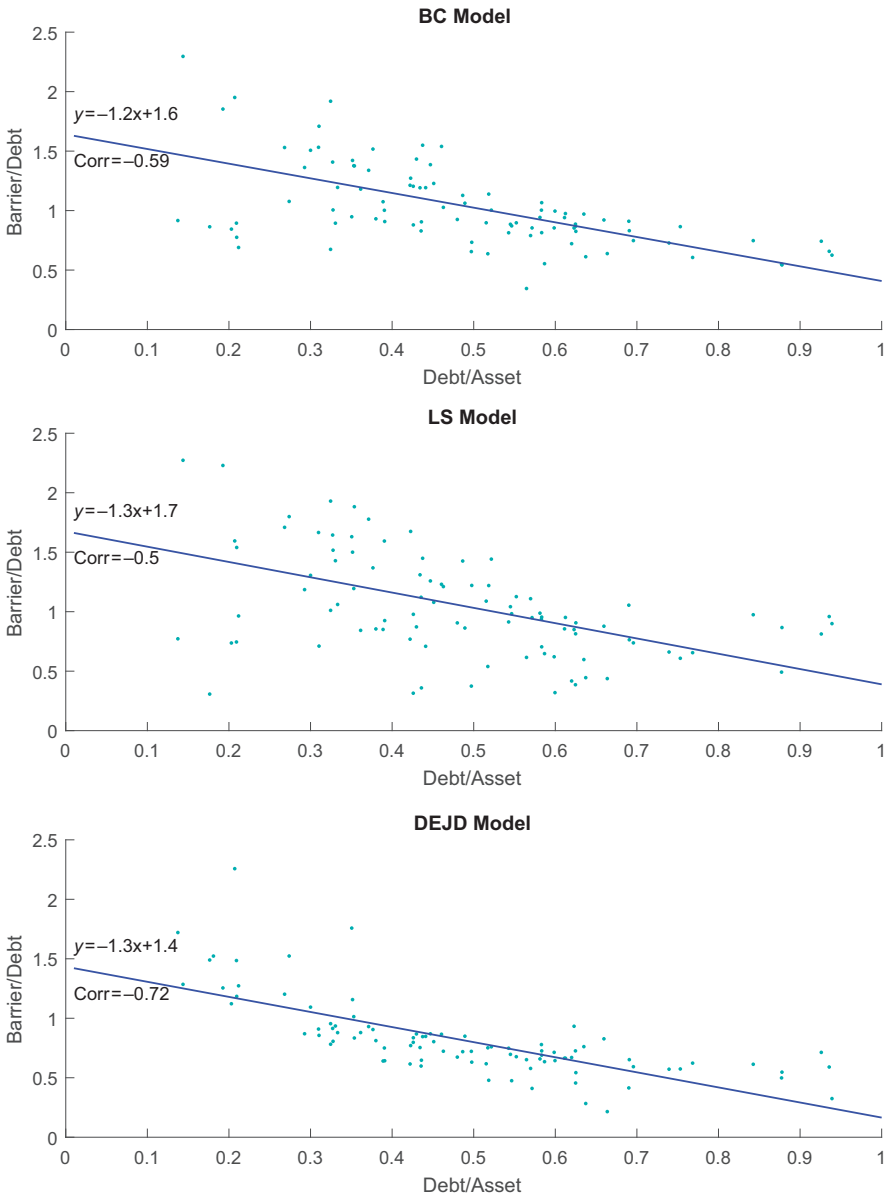 BC Model
2.5
2
y=–1.2x+1.6
1.5
Corr=–0.59
1
0.5
0
Barrier/Debt
0 0.1 0.2 0.3 0.4 0.5 0.6 0.7 0.8 0.9 1
Debt/Asset
LS Model
2.5
2
y=–1.3x+1.7
1.5
Corr=–0.5
1
0.5
0
Barrier/Debt
0 0.1 0.2 0.3 0.4 0.5 0.6 0.7 0.8 0.9 1
Debt/Asset
DEJD Model
2.5
2
y=–1.3x+1.4
1.5
Corr=–0.72
1
0.5
0
Barrier/Debt
0 0.1 0.2 0.3 0.4 0.5 0.6 0.7 0.8 0.9 1
Debt/Asset